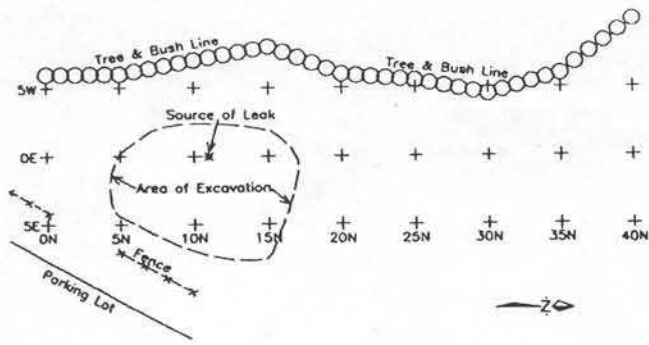 Tree & Bush Line
Tree & Bush Line
5W
Source of Leak
0E
Area of Excavation
5E
0N
5N
10N
15N
20N
25N
30N
35N
40N
Fence
Parking Lot
Z